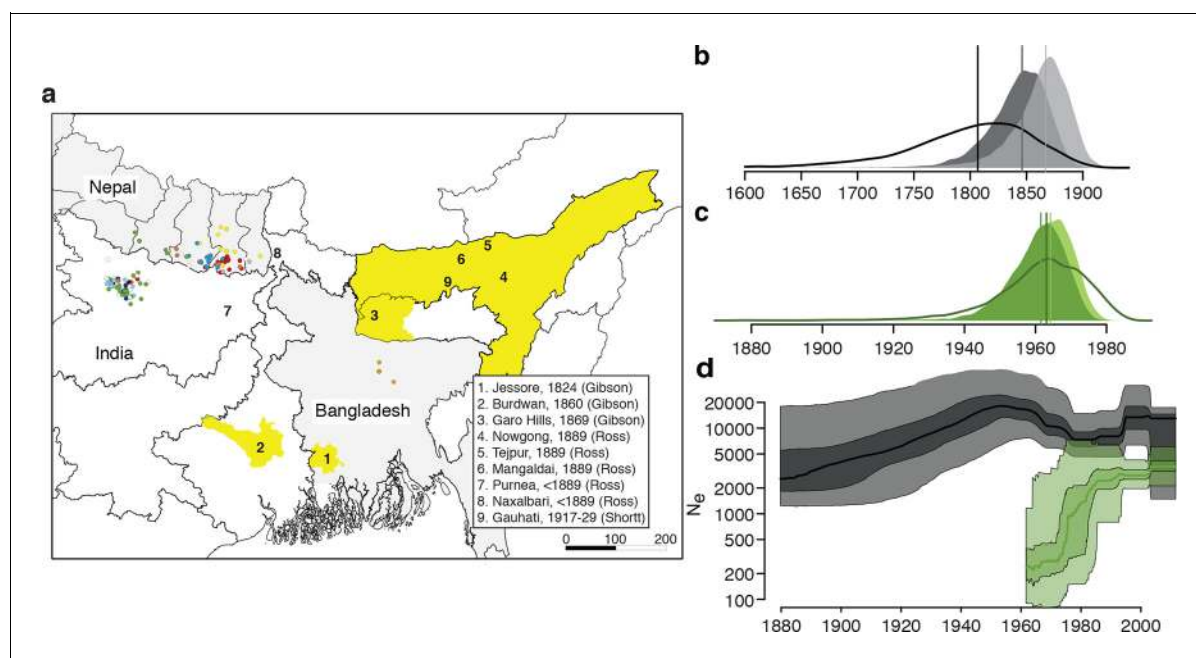 a
Nepal
India
Bangladesh
1
2
3
4
5
6
7
8
9
1. Jessore, 1824 (Gibson)
2. Burdwan, 1860 (Gibson)
3. Garo Hills, 1869 (Gibson)
4. Nowgong, 1889 (Ross)
5. Tejpur, 1889 (Ross)
6. Mangaldai, 1889 (Ross)
7. Purnea, <1889 (Ross)
8. Naxalbari, <1889 (Ross)
9. Gauhati, 1917-29 (Shortt)
0 100 200
b
1600 1650 1700 1750 1800 1850 1900
c
1880 1900 1920 1940 1960 1980
d
Ne
20000
10000
5000
2000
1000
500
200
100
1880 1900 1920 1940 1960 1980 2000